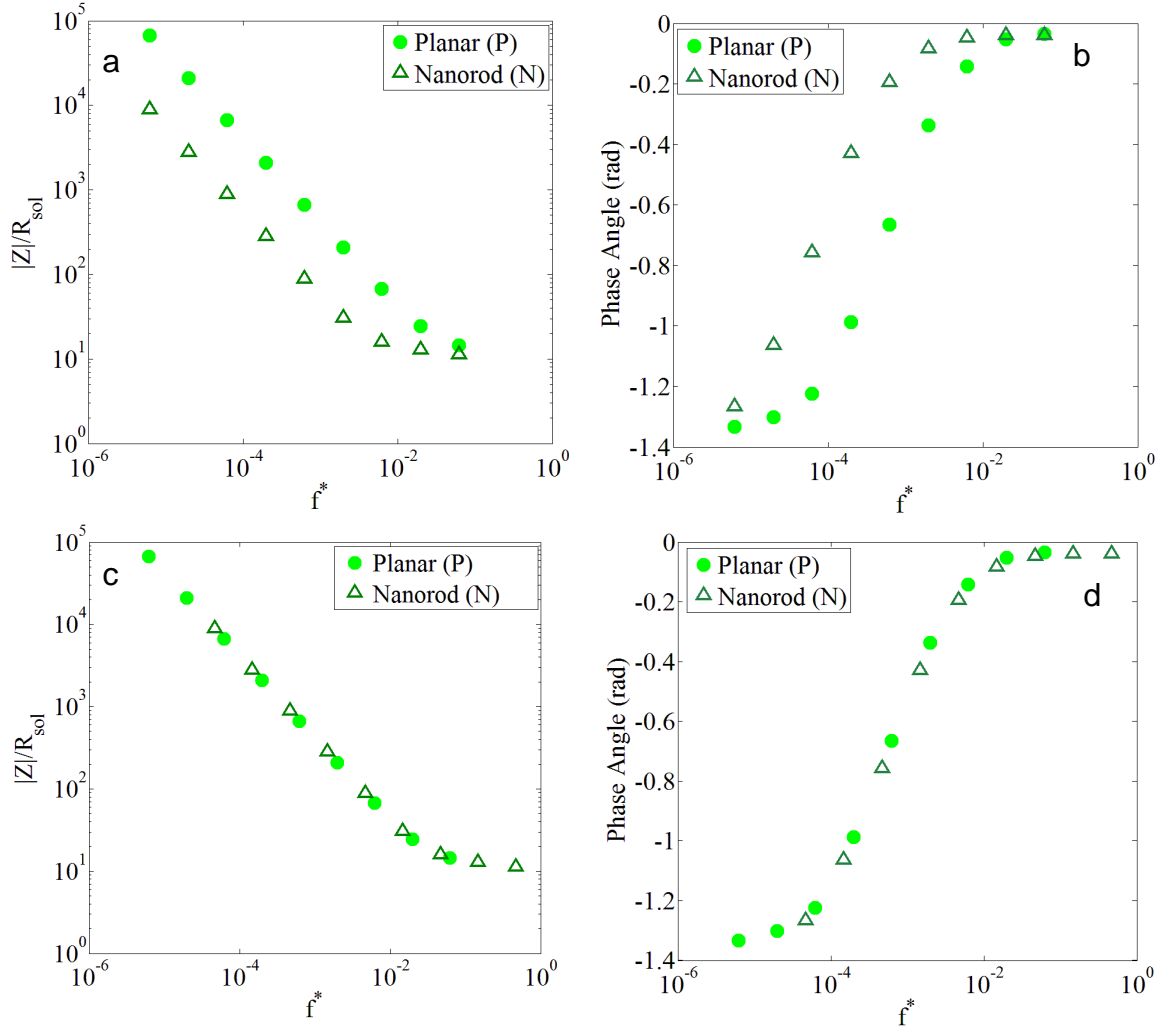 a
10^5
10^4
10^3
10^2
10^1
10^0
|Z|/R_sol
Planar (P)
Nanorod (N)
10^-6
10^-4
10^-2
10^0
f^*
b
0
-0.2
-0.4
-0.6
-0.8
-1
-1.2
-1.4
Phase Angle (rad)
Planar (P)
Nanorod (N)
10^-6
10^-4
10^-2
10^0
f^*
c
10^5
10^4
10^3
10^2
10^1
10^0
|Z|/R_sol
Planar (P)
Nanorod (N)
10^-6
10^-4
10^-2
10^0
f^*
d
0
-0.2
-0.4
-0.6
-0.8
-1
-1.2
-1.4
Phase Angle (rad)
Planar (P)
Nanorod (N)
10^-6
10^-4
10^-2
10^0
f^*